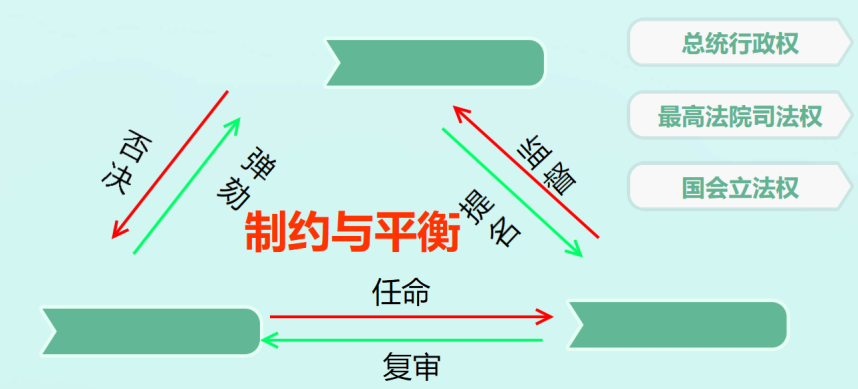 总统行政权
最高法院司法权
国会立法权
否决
弹劾
监督
提名
制约与平衡
任命
复审